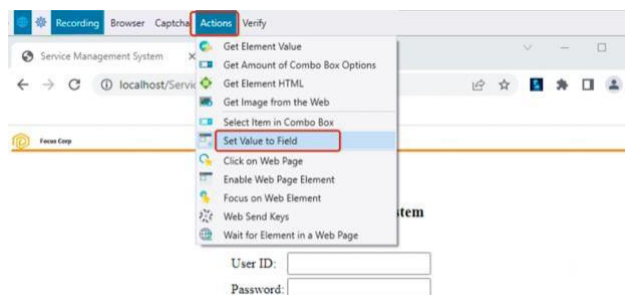 Recording Browser Captcha Actions Verify
Service Management System
localhost/Servic
Focus Corp
Get Element Value
Get Amount of Combo Box Options
Get Element HTML
Get Image from the Web
Select Item in Combo Box
Set Value to Field
Click on Web Page
Enable Web Page Element
Focus on Web Element
Web Send Keys
Wait for Element in a Web Page
stem
User ID:
Password: